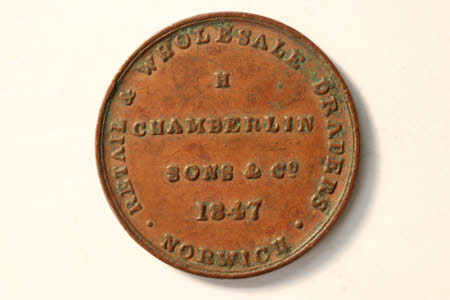 RETAIL & WHOLESALE DRAPERS
H
CHAMBERLIN
SONS & Co
1847
NORWICH